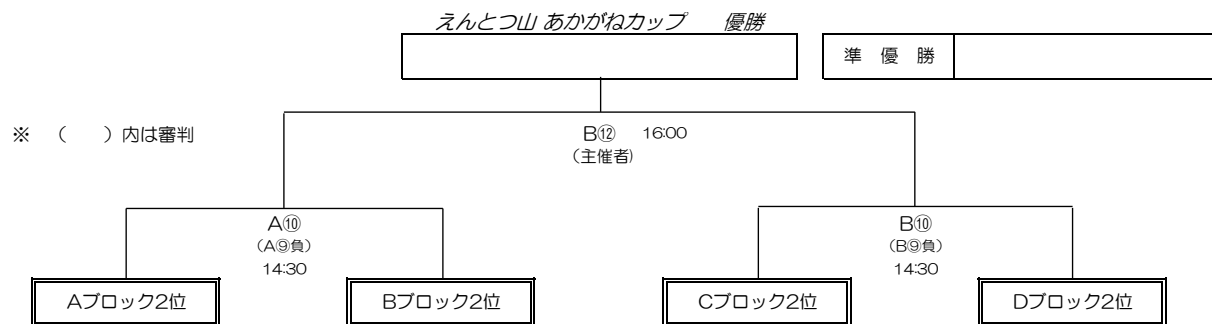 えんとつ山 あかがねカップ　優勝
準 優 勝
※　（　　）内は審判
B⑫　16:00
（主催者）
A⑩
（A⑨負）
14:30
B⑩
（B⑨負）
14:30
Aブロック2位
Bブロック2位
Cブロック2位
Dブロック2位